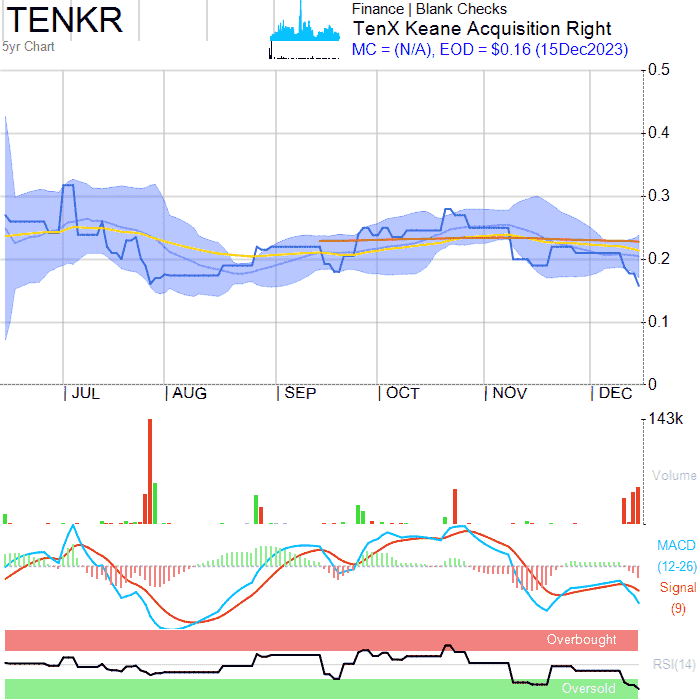 TENKR
5yr Chart
Finance | Blank Checks
TenX Keane Acquisition Right
MC = (N/A), EOD = $0.16 (15Dec2023)
0.5
0.4
0.3
0.2
0.1
0
JUL AUG SEP OCT NOV DEC
143k
Volume
MACD
(12-26)
Signal
(9)
Overbought
RSI(14)
Oversold